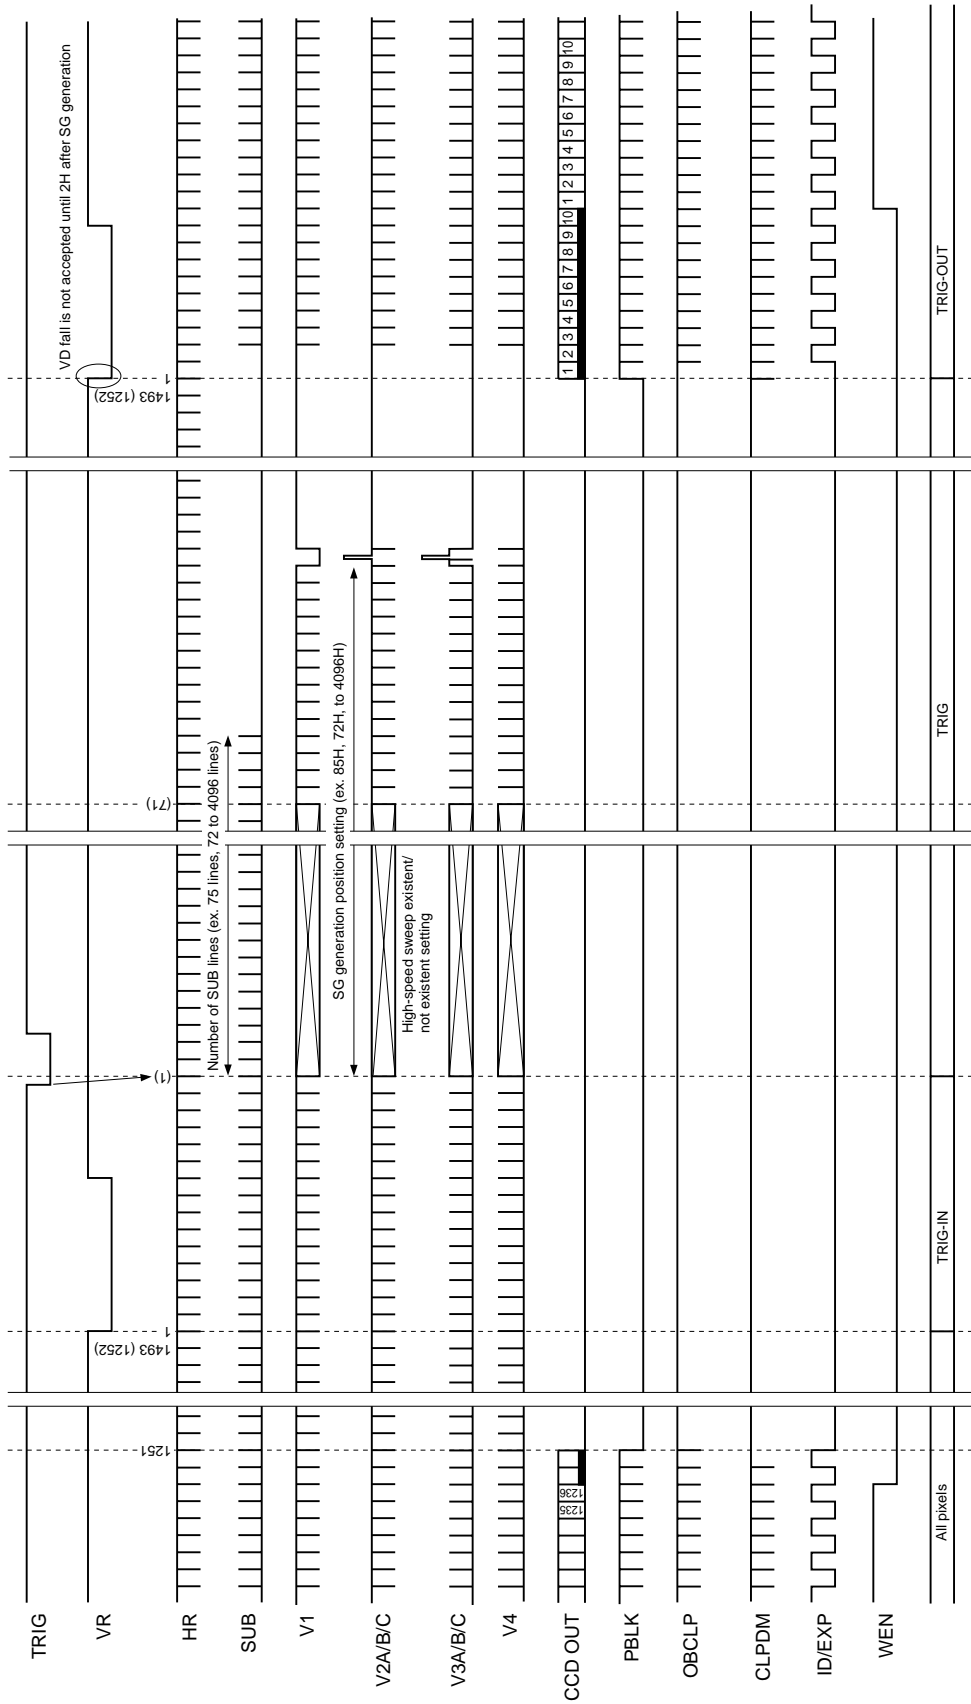 TRIG
VR
HR
SUB
V1
V2A/B/C
V3A/B/C
V4
CCD OUT
PBLK
OBCLP
CLPDM
ID/EXP
WEN
1251
1493 (1252)
1
(1)
(71)
1493 (1252)
1
VD fall is not accepted until 2H after SG generation
Number of SUB lines (ex. 75 lines, 72 to 4096 lines)
SG generation position setting (ex. 85H, 72H, to 4096H)
High-speed sweep existent/
not existent setting
1235 1236
1 2 3 4 5 6 7 8 9 10 1 2 3 4 5 6 7 8 9 10
All pixels
TRIG-IN
TRIG
TRIG-OUT